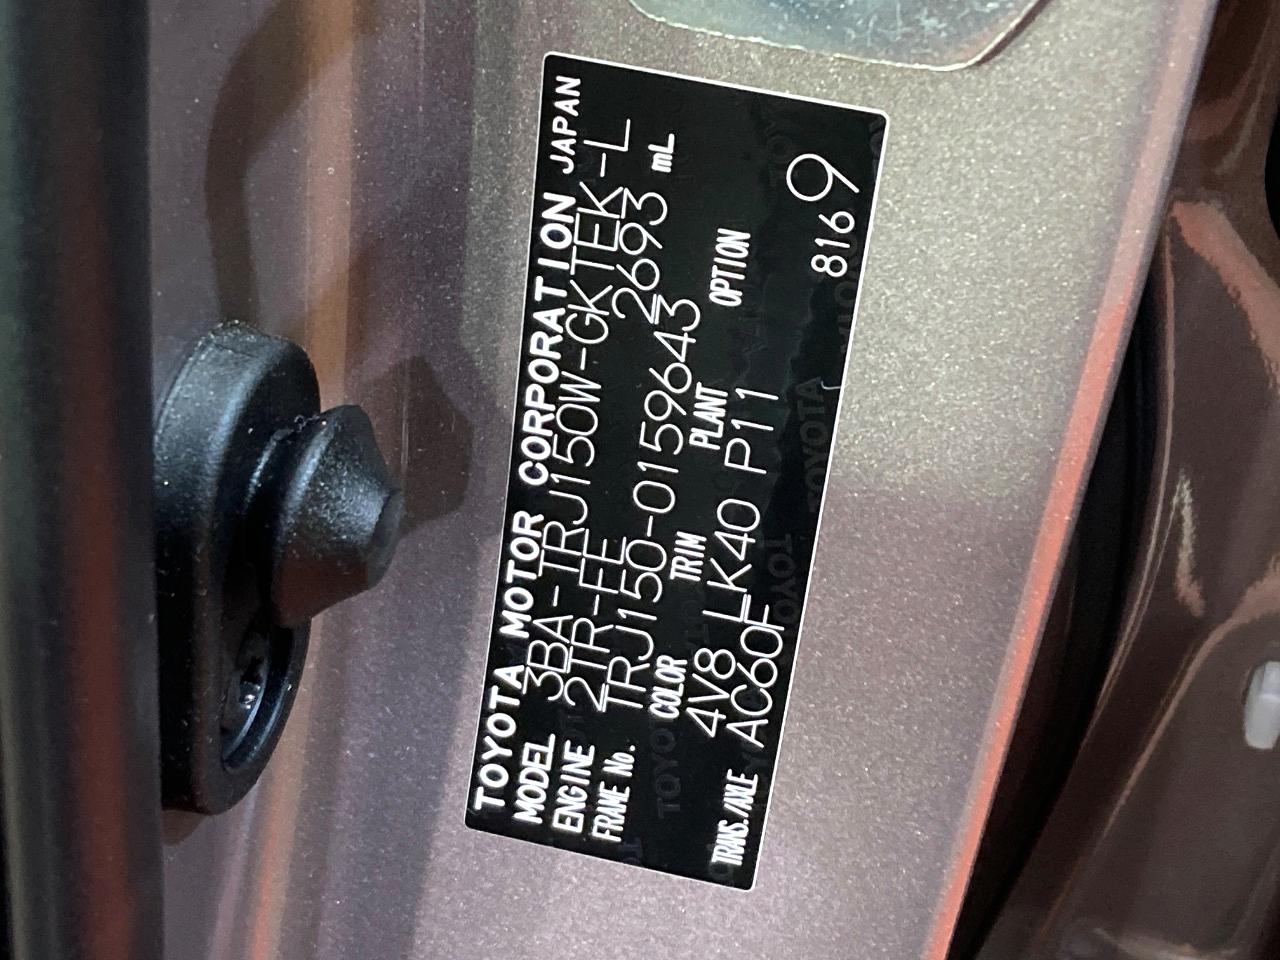 TOYOTA MOTOR CORPORATION JAPAN
MODEL 3BA-TRJ150W-GKTEK-L
ENGINE 2TR-FE 2693 mL
FRAME No. TRJ150-0159643
COLOR TRIM PLANT OPTION
4V8 LK40 P11
TRANS./AXLE AC60F
8169 9